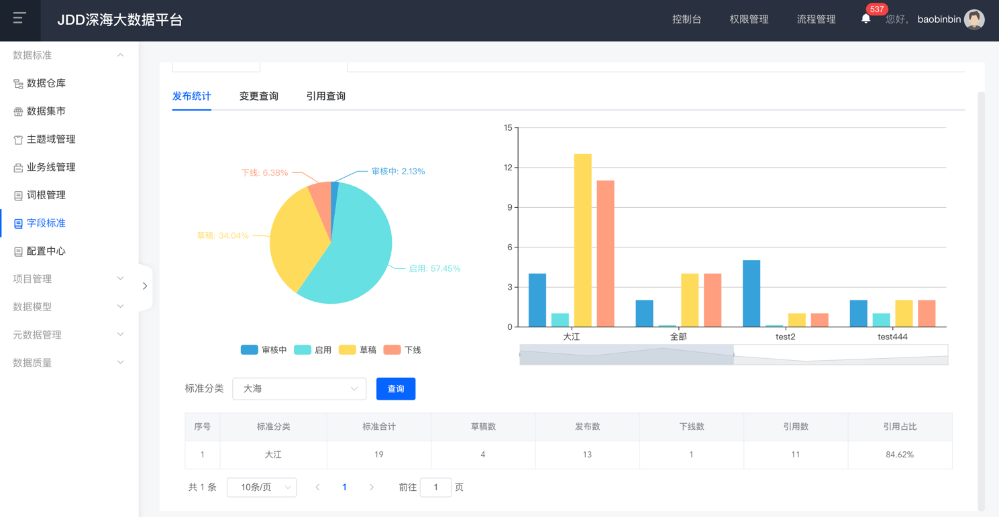 JDD深海大数据平台
控制台 权限管理 流程管理 537 您好, baobinbin
数据标准
数据仓库
数据集市
主题域管理
业务线管理
词根管理
字段标准
配置中心
项目管理
数据模型
元数据管理
数据质量
发布统计 变更查询 引用查询
下线: 6.38%
审核中: 2.13%
草稿: 34.04%
启用: 57.45%
审核中 启用 草稿 下线
15
12
9
6
3
0
大江 全部 test2 test444
标准分类 大海 查询
序号 标准分类 标准合计 草稿数 发布数 下线数 引用数 引用占比
1 大江 19 4 13 1 11 84.62%
共 1 条 10条/页 1 前往 1 页